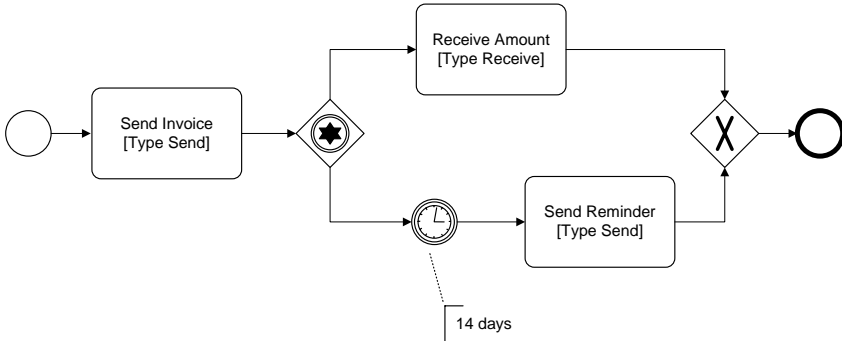 Receive Amount
[Type Receive]
Send Invoice
[Type Send]
Send Reminder
[Type Send]
14 days